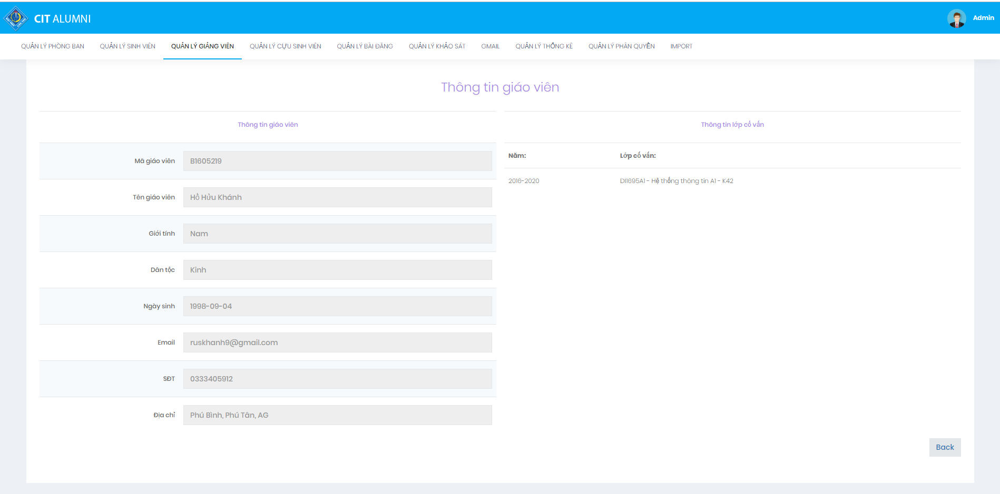 CIT ALUMNI
Admin
QUẢN LÝ PHÒNG BAN QUẢN LÝ SINH VIÊN QUẢN LÝ GIẢNG VIÊN QUẢN LÝ CỰU SINH VIÊN QUẢN LÝ BÀI ĐĂNG QUẢN LÝ KHẢO SÁT GMAIL QUẢN LÝ THỐNG KÊ QUẢN LÝ PHÂN QUYỀN IMPORT
Thông tin giáo viên
Thông tin giáo viên
Mã giáo viên B1605219
Tên giáo viên Hồ Hửu Khánh
Giới tính Nam
Dân tộc Kinh
Ngày sinh 1998-09-04
Email ruskhanh9@gmail.com
SĐT 0333405912
Địa chỉ Phú Bình, Phú Tân, AG
Thông tin lớp cố vấn
Năm: Lớp cố vấn:
2016-2020 DI1695A1 - Hệ thống thông tin A1 - K42
Back